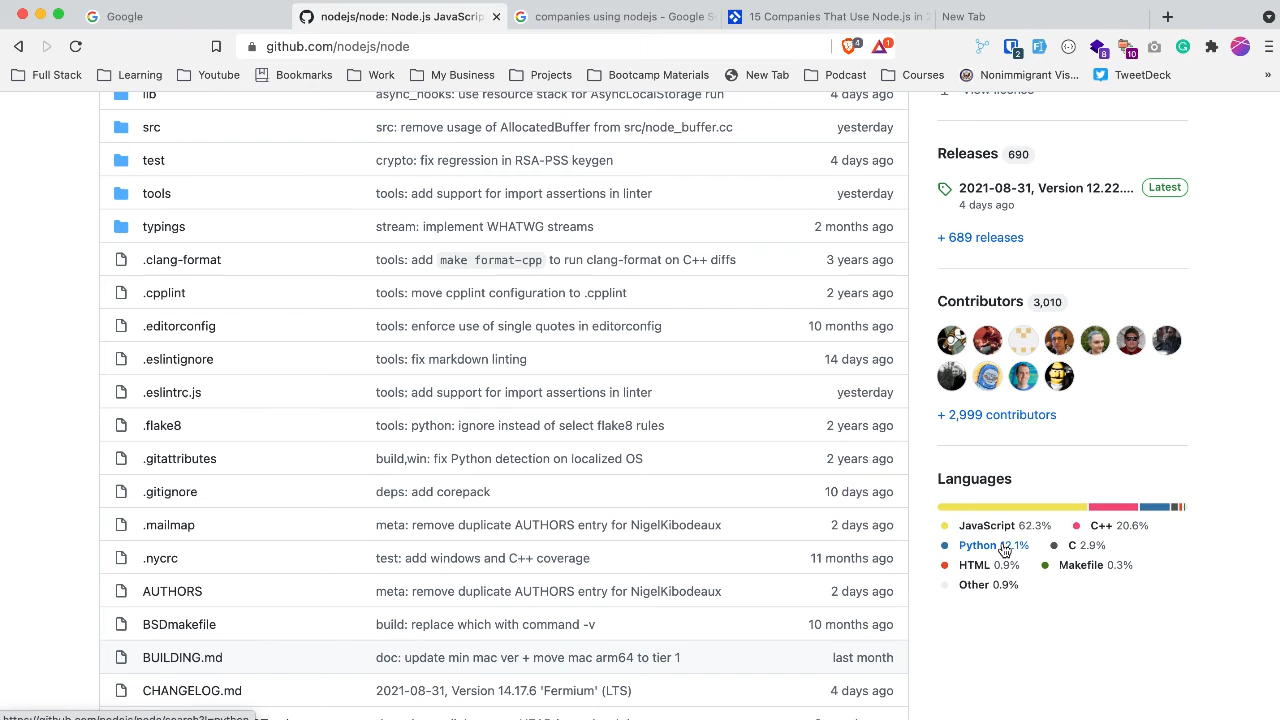 Google
nodejs/node: Node.js JavaScrip
companies using nodejs - Google S
15 Companies That Use Node.js in 2
New Tab
github.com/nodejs/node
4
1
2
8
10
Full Stack
Learning
Youtube
Bookmarks
Work
My Business
Projects
Bootcamp Materials
New Tab
Podcast
Courses
Nonimmigrant Vis...
TweetDeck
»
lib async_hooks: use resource stack for AsyncLocalStorage run 4 days ago
src src: remove usage of AllocatedBuffer from src/node_buffer.cc yesterday
test crypto: fix regression in RSA-PSS keygen 4 days ago
tools tools: add support for import assertions in linter yesterday
typings stream: implement WHATWG streams 2 months ago
.clang-format tools: add make format-cpp to run clang-format on C++ diffs 3 years ago
.cpplint tools: move cpplint configuration to .cpplint 2 years ago
.editorconfig tools: enforce use of single quotes in editorconfig 10 months ago
.eslintignore tools: fix markdown linting 14 days ago
.eslintrc.js tools: add support for import assertions in linter yesterday
.flake8 tools: python: ignore instead of select flake8 rules 2 years ago
.gitattributes build,win: fix Python detection on localized OS 2 years ago
.gitignore deps: add corepack 10 days ago
.mailmap meta: remove duplicate AUTHORS entry for NigelKibodeaux 2 days ago
.nycrc test: add windows and C++ coverage 11 months ago
AUTHORS meta: remove duplicate AUTHORS entry for NigelKibodeaux 2 days ago
BSDmakefile build: replace which with command -v 10 months ago
BUILDING.md doc: update min mac ver + move mac arm64 to tier 1 last month
CHANGELOG.md 2021-08-31, Version 14.17.6 'Fermium' (LTS) 4 days ago
View license
Releases 690
2021-08-31, Version 12.22.... Latest
4 days ago
+ 689 releases
Contributors 3,010
+ 2,999 contributors
Languages
JavaScript 62.3% C++ 20.6%
Python 12.1% C 2.9%
HTML 0.9% Makefile 0.3%
Other 0.9%
https://github.com/nodejs/node/search?l=python